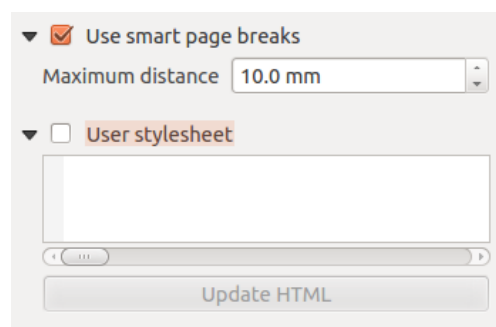 Use smart page breaks
Maximum distance 10.0 mm
User stylesheet
Update HTML